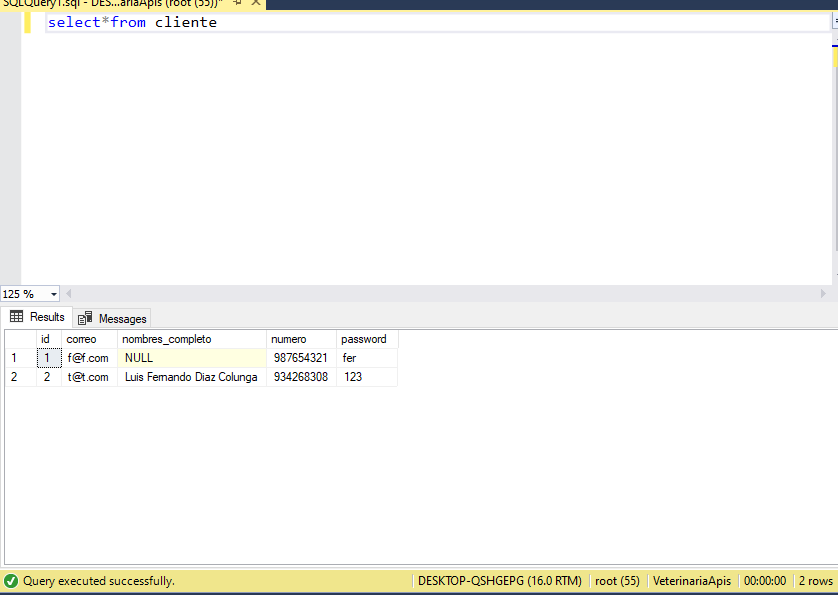 SQLQuery1.sql - DES...ariaApis (root (55))*
select*from cliente
125 %
Results Messages
id correo nombres_completo numero password
1 1 f@f.com NULL 987654321 fer
2 2 t@t.com Luis Fernando Diaz Colunga 934268308 123
Query executed successfully. DESKTOP-QSHGEPG (16.0 RTM) root (55) VeterinariaApis 00:00:00 2 rows